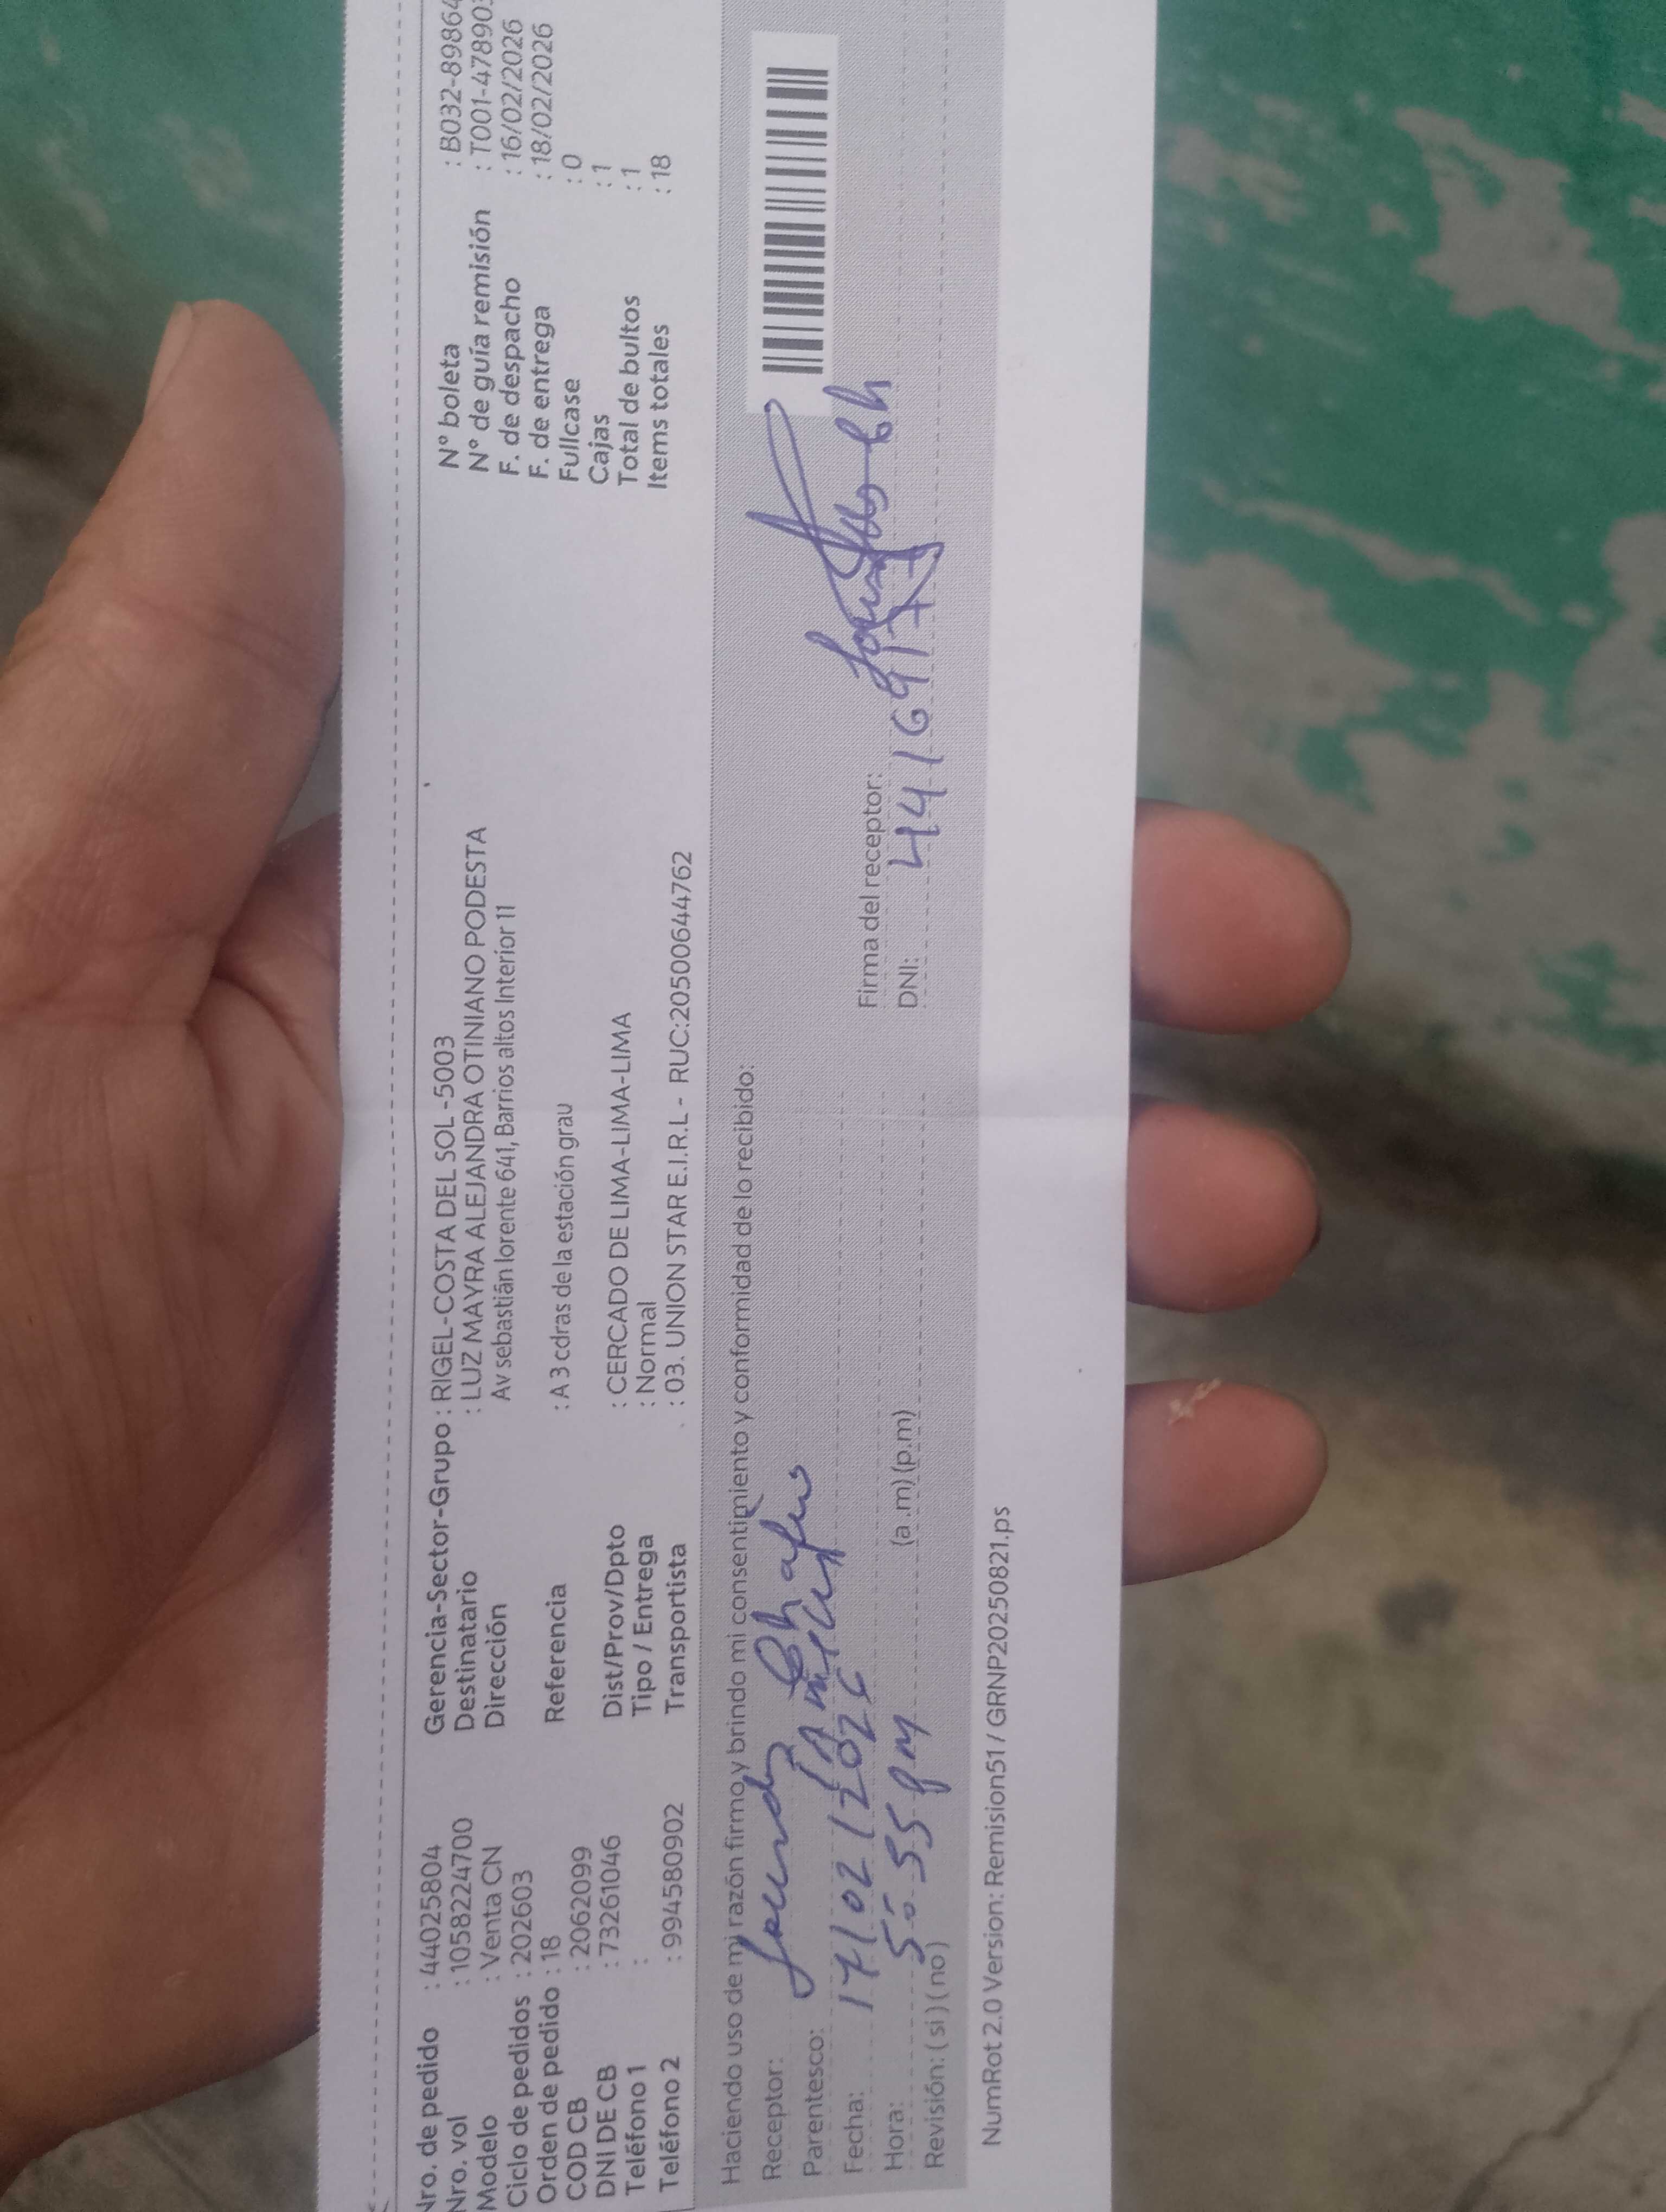 Nro. de pedido : 44025804
Nro. vol : 1058224700
Modelo : Venta CN
Ciclo de pedidos : 202603
Orden de pedido : 18
COD CB : 2062099
DNI DE CB : 73261046
Teléfono 1 :
Teléfono 2 : 994580902
Gerencia-Sector-Grupo : RIGEL-COSTA DEL SOL -5003
Destinatario : LUZ MAYRA ALEJANDRA OTINIANO PODESTA
Dirección Av sebastián lorente 641, Barrios altos Interior 11
Referencia : A 3 cdras de la estación grau
Dist/Prov/Dpto : CERCADO DE LIMA-LIMA-LIMA
Tipo / Entrega : Normal
Transportista : 03. UNION STAR E.I.R.L - RUC:20500644762
N° boleta : B032-89864
N° de guía remisión : T001-478903
F. de despacho : 16/02/2026
F. de entrega : 18/02/2026
Fullcase : 0
Cajas : 1
Total de bultos : 1
Items totales : 18
Haciendo uso de mi razón firmo y brindo mi consentimiento y conformidad de lo recibido:
Receptor:
Parentesco:
Fecha: 17/02/2026
Hora: 5:55 pm (a.m) (p.m)
Revisión: ( si ) ( no )
Firma del receptor:
DNI: 441691
NumRot 2.0 Version: Remision51 / GRNP20250821.ps